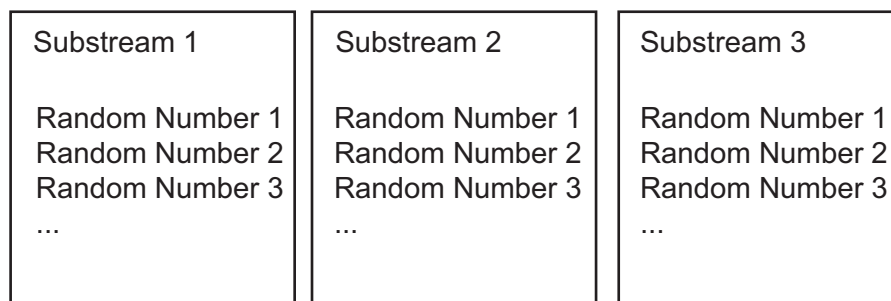 Substream 1
Random Number 1
Random Number 2
Random Number 3
...
Substream 2
Random Number 1
Random Number 2
Random Number 3
...
Substream 3
Random Number 1
Random Number 2
Random Number 3
...